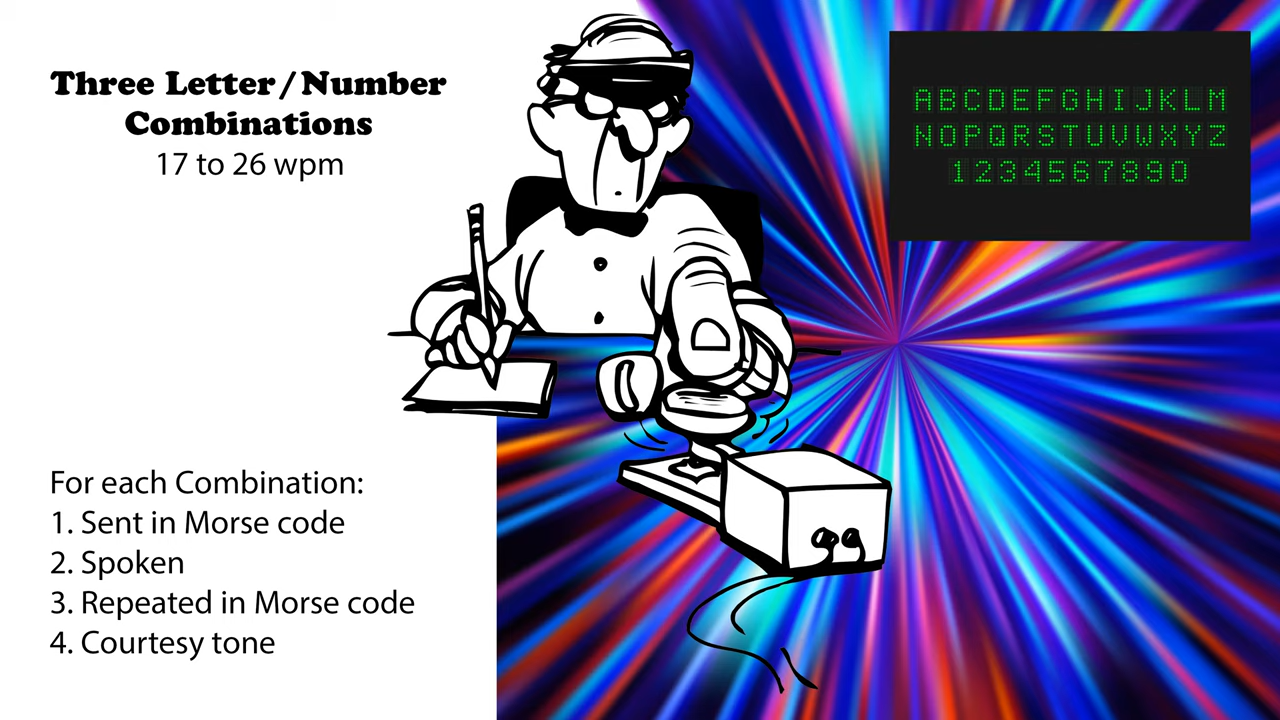 Three Letter/Number
Combinations
17 to 26 wpm
ABCDEFGHIJKLM
NOPQRSTUVWXYZ
1234567890
For each Combination:
1. Sent in Morse code
2. Spoken
3. Repeated in Morse code
4. Courtesy tone